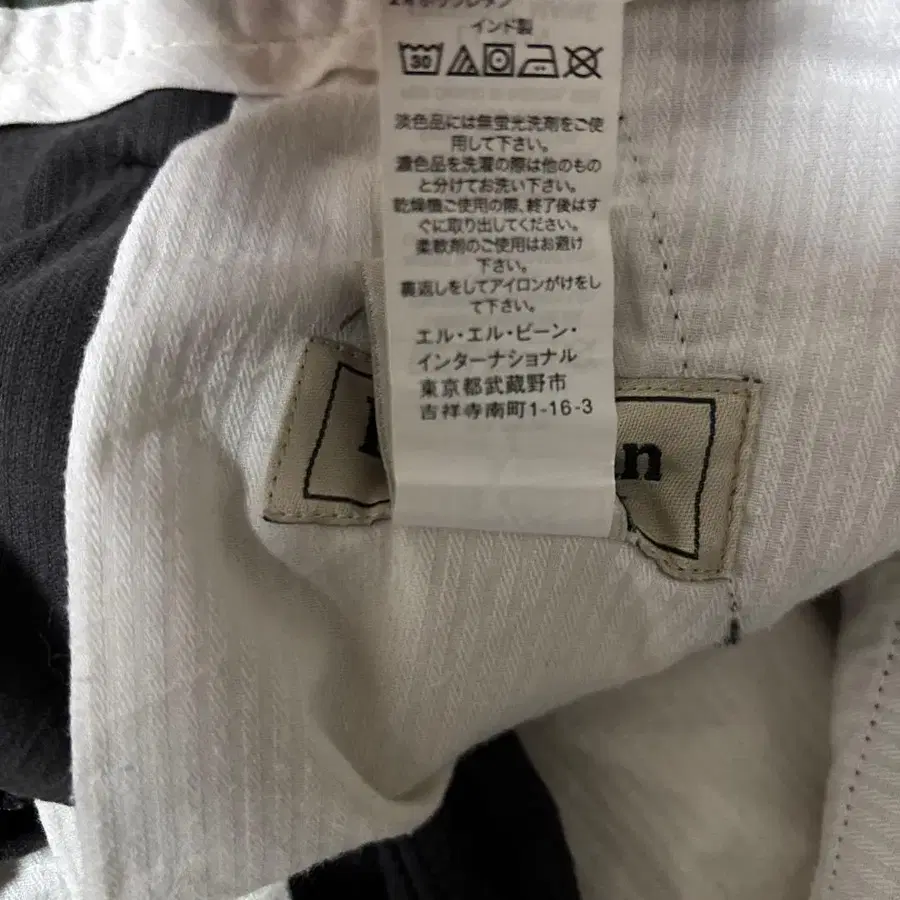 インド製
30
淡色品には無蛍光洗剤をご使
用して下さい。
濃色品を洗濯の際は他のもの
と分けてお洗い下さい。
乾燥機ご使用の際、終了後はす
ぐに取り出してください。
柔軟剤のご使用はお避け
下さい。
裏返しをしてアイロンがけをし
て下さい。
エル・エル・ビーン・
インターナショナル
東京都武蔵野市
吉祥寺南町1-16-3